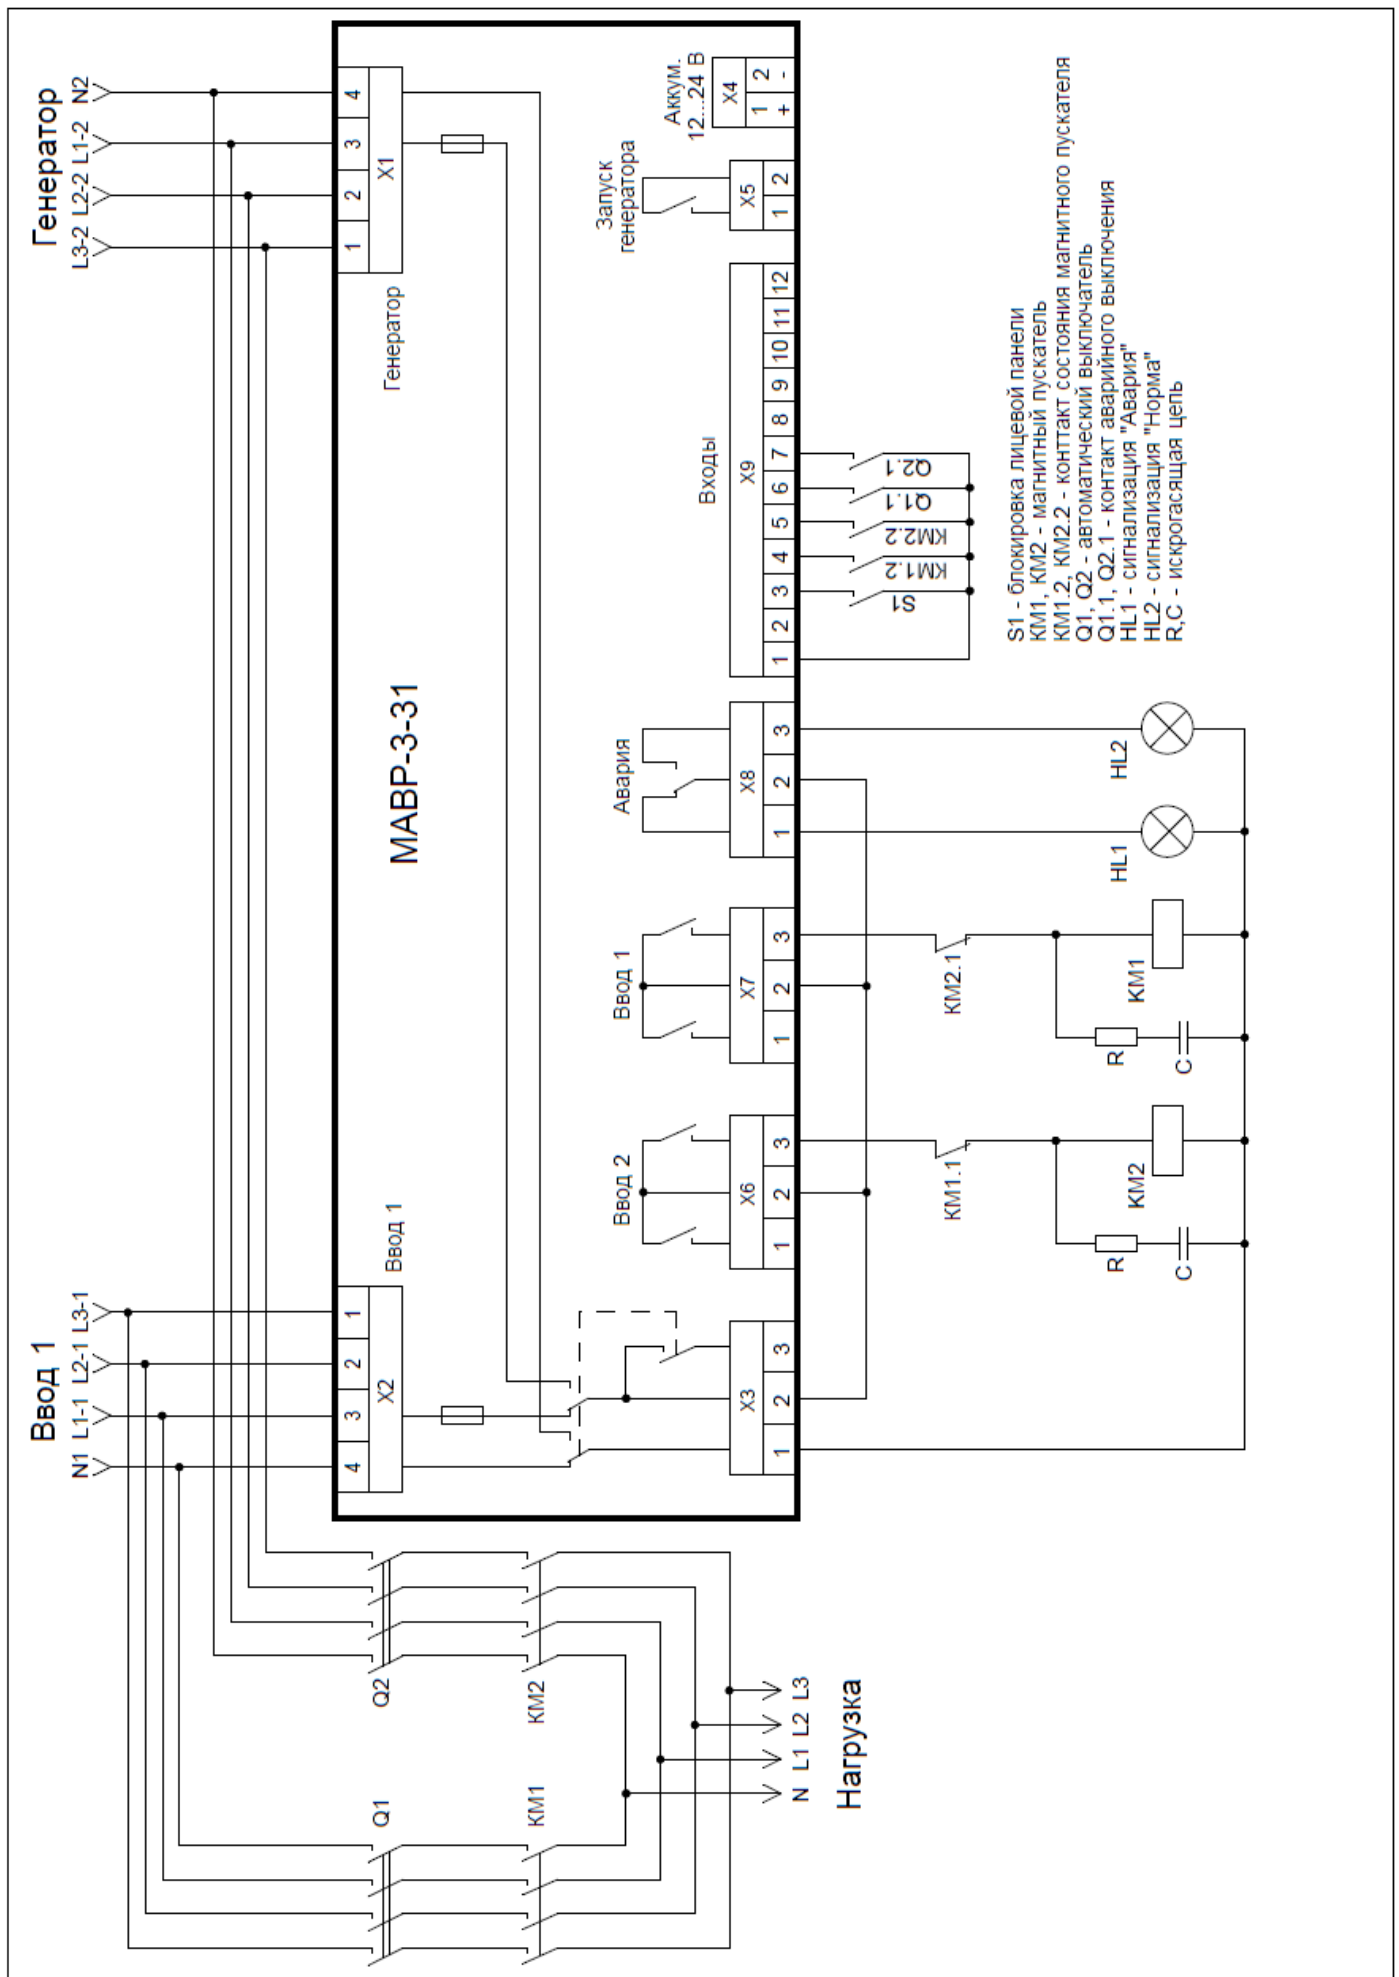 Ввод 1
Генератор
N1 L1-1 L2-1 L3-1
L3-2 L2-2 L1-2 N2
4 3 2 1
X2
Ввод 1
1 2 3 4
X1
Генератор
МАВР-3-31
Q1
Q2
KM1
KM2
N L1 L2 L3
Нагрузка
X3
1 2 3
Ввод 2
X6
1 2 3
Ввод 1
X7
1 2 3
Авария
X8
1 2 3
Входы
X9
1 2 3 4 5 6 7 8 9 10 11 12
Запуск
генератора
X5
1 2
Аккум.
12...24 В
X4
1 2
+ -
S1
KM1.2
KM2.2
Q1.1
Q2.1
KM1.1
KM2.1
R
C
KM2
R
C
KM1
HL1
HL2
S1 - блокировка лицевой панели
KM1, KM2 - магнитный пускатель
KM1.2, KM2.2 - конттакт состояния магнитного пускателя
Q1, Q2 - автоматический выключатель
Q1.1, Q2.1 - контакт аварийного выключения
HL1 - сигнализация "Авария"
HL2 - сигнализация "Норма"
R,C - искрогасящая цепь